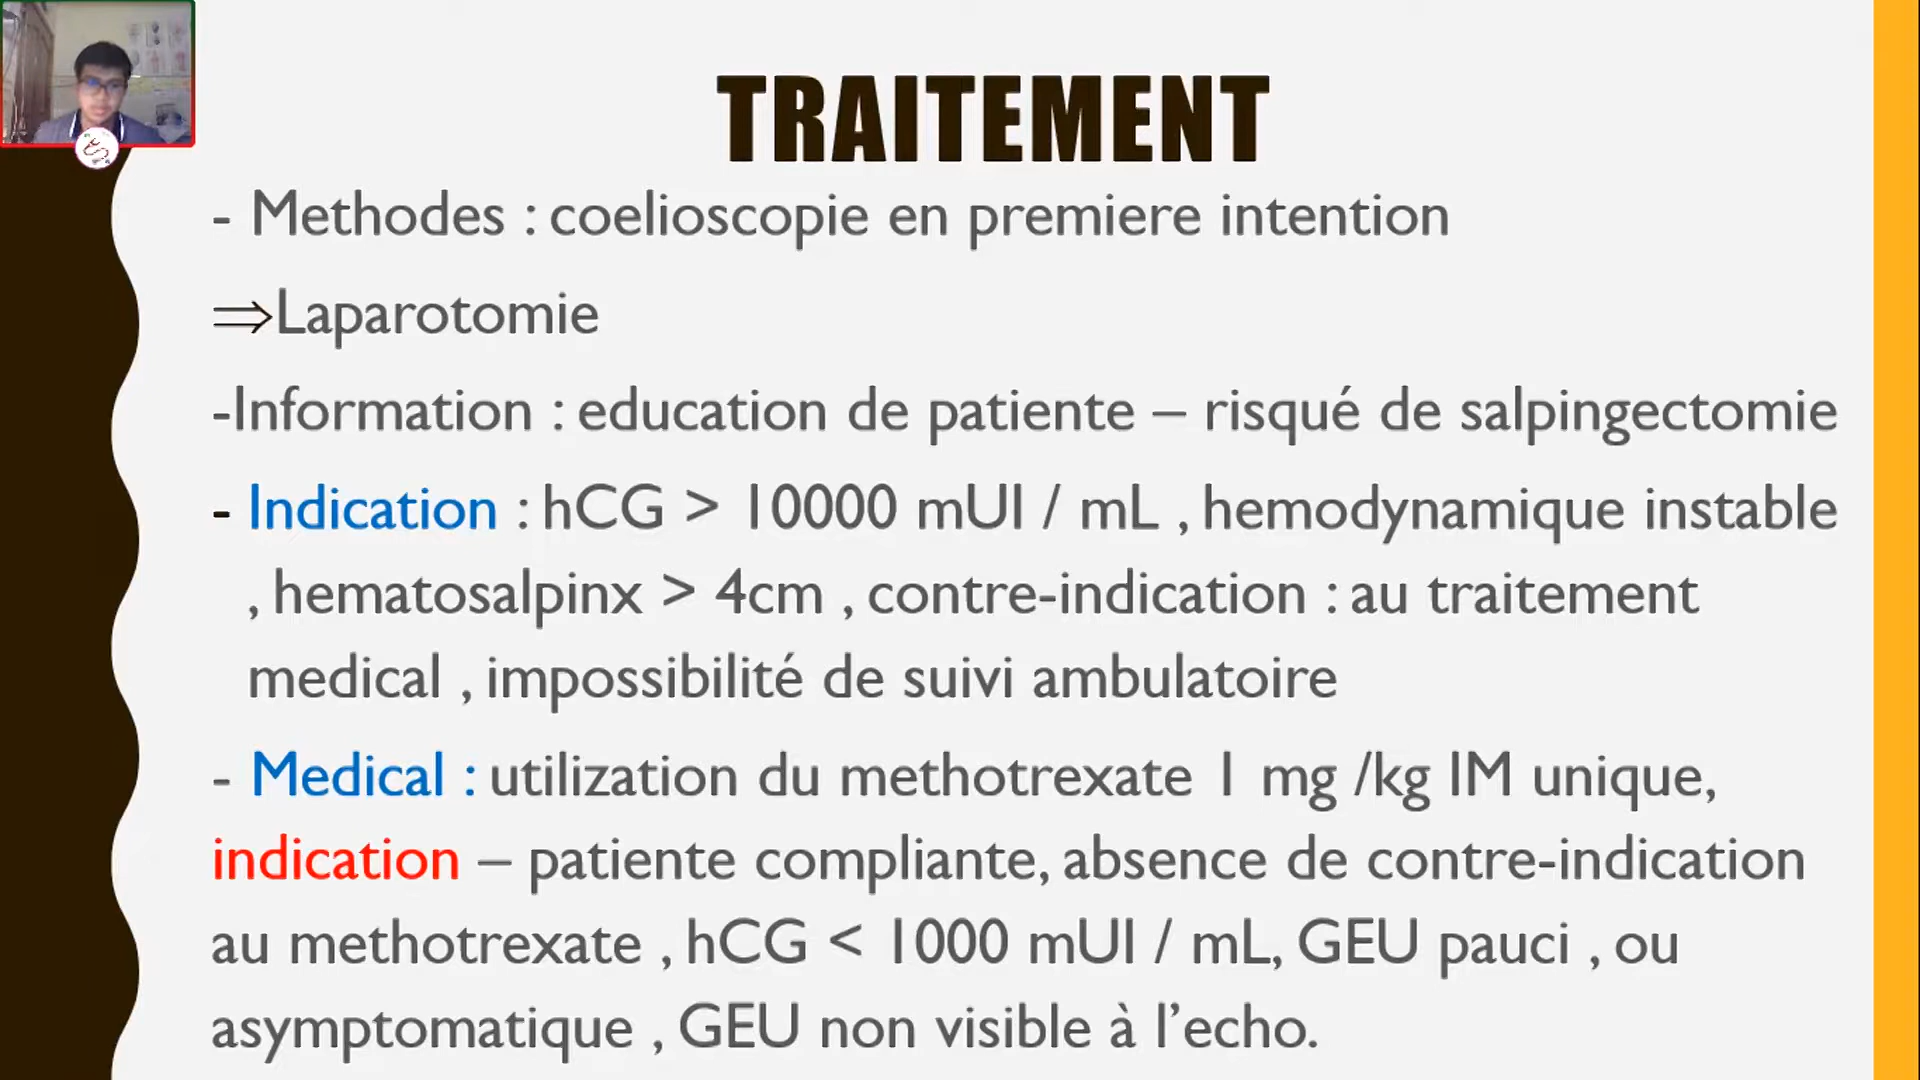 TRAITEMENT
- Methodes : coelioscopie en premiere intention
⇒Laparotomie
-Information : education de patiente – risqué de salpingectomie
- Indication : hCG > 10000 mUI / mL , hemodynamique instable
, hematosalpinx > 4cm , contre-indication : au traitement
medical , impossibilité de suivi ambulatoire
- Medical : utilization du methotrexate 1 mg /kg IM unique,
indication – patiente compliante, absence de contre-indication
au methotrexate , hCG < 1000 mUI / mL, GEU pauci , ou
asymptomatique , GEU non visible à l’echo.